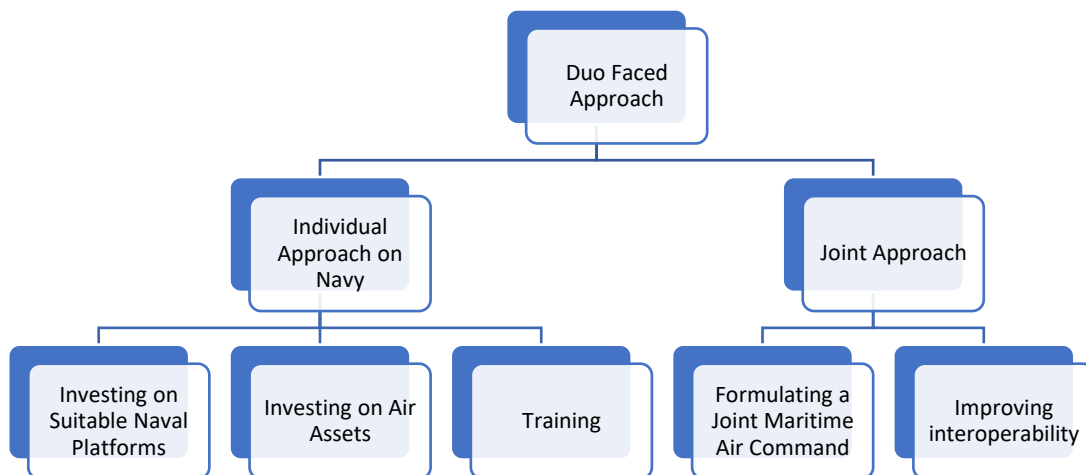 Duo Faced
Approach
Individual
Approach on
Navy
Joint Approach
Investing on
Suitable Naval
Platforms
Investing on Air
Assets
Training
Formulating a
Joint Maritime
Air Command
Improving
interoperability